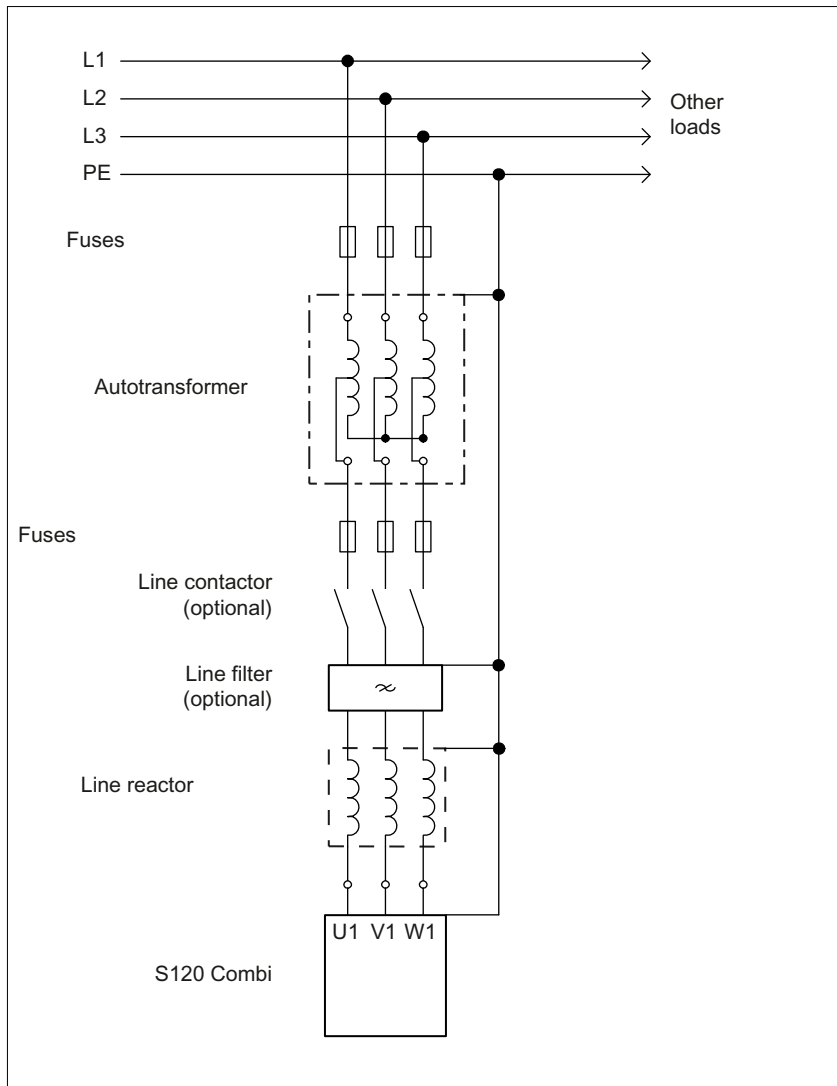 L1
L2
L3
PE
Other
loads
Fuses
Autotransformer
Fuses
Line contactor
(optional)
Line filter
(optional)
Line reactor
U1 V1 W1
S120 Combi